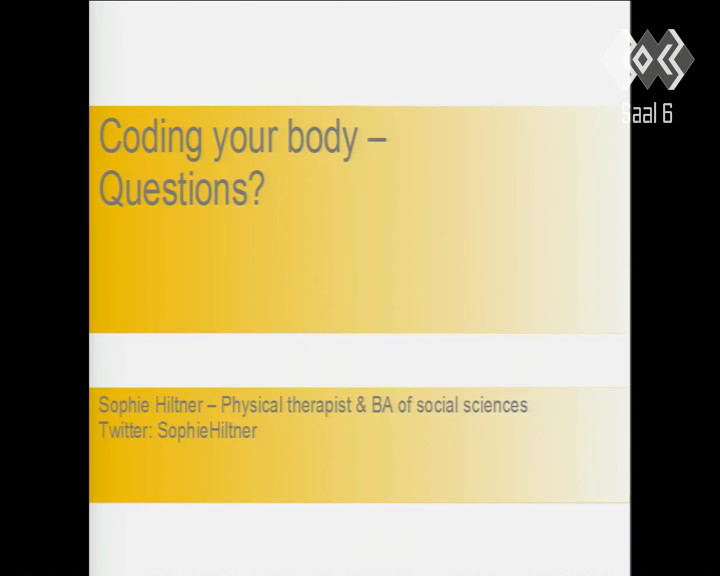 Coding your body –
Questions?
Sophie Hiltner – Physical therapist & BA of social sciences
Twitter: SophieHiltner
Saal 6